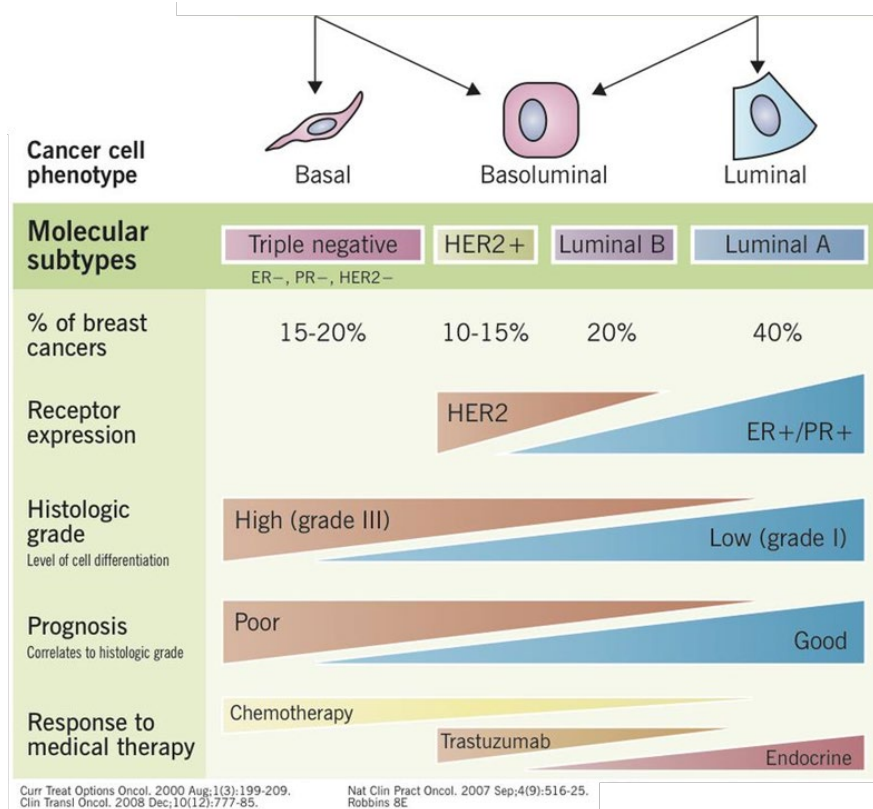 Cancer cell
phenotype
Basal
Basoluminal
Luminal
Molecular
subtypes
Triple negative
HER2+
Luminal B
Luminal A
ER−, PR−, HER2−
% of breast
cancers
15-20%
10-15%
20%
40%
Receptor
expression
HER2
ER+/PR+
Histologic
grade
Level of cell differentiation
High (grade III)
Low (grade I)
Prognosis
Correlates to histologic grade
Poor
Good
Response to
medical therapy
Chemotherapy
Trastuzumab
Endocrine
Curr Treat Options Oncol. 2000 Aug;1(3):199-209.
Clin Transl Oncol. 2008 Dec;10(12):777-85.
Nat Clin Pract Oncol. 2007 Sep;4(9):516-25.
Robbins 8E